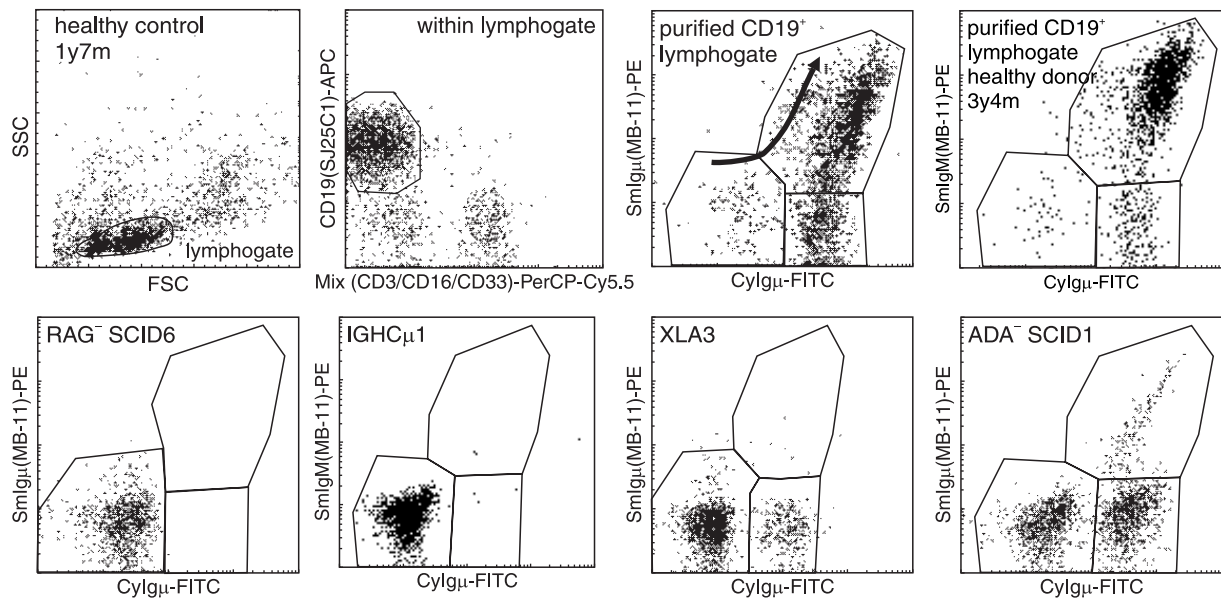 healthy control
1y7m
SSC
lymphogate
FSC
within lymphogate
CD19(SJ25C1)-APC
Mix (CD3/CD16/CD33)-PerCP-Cy5.5
purified CD19+
lymphogate
SmIgμ(MB-11)-PE
CyIgμ-FITC
purified CD19+
lymphogate
healthy donor
3y4m
SmIgM(MB-11)-PE
CyIgμ-FITC
RAG− SCID6
SmIgμ(MB-11)-PE
CyIgμ-FITC
IGHCμ1
SmIgM(MB-11)-PE
CyIgμ-FITC
XLA3
SmIgμ(MB-11)-PE
CyIgμ-FITC
ADA− SCID1
SmIgμ(MB-11)-PE
CyIgμ-FITC